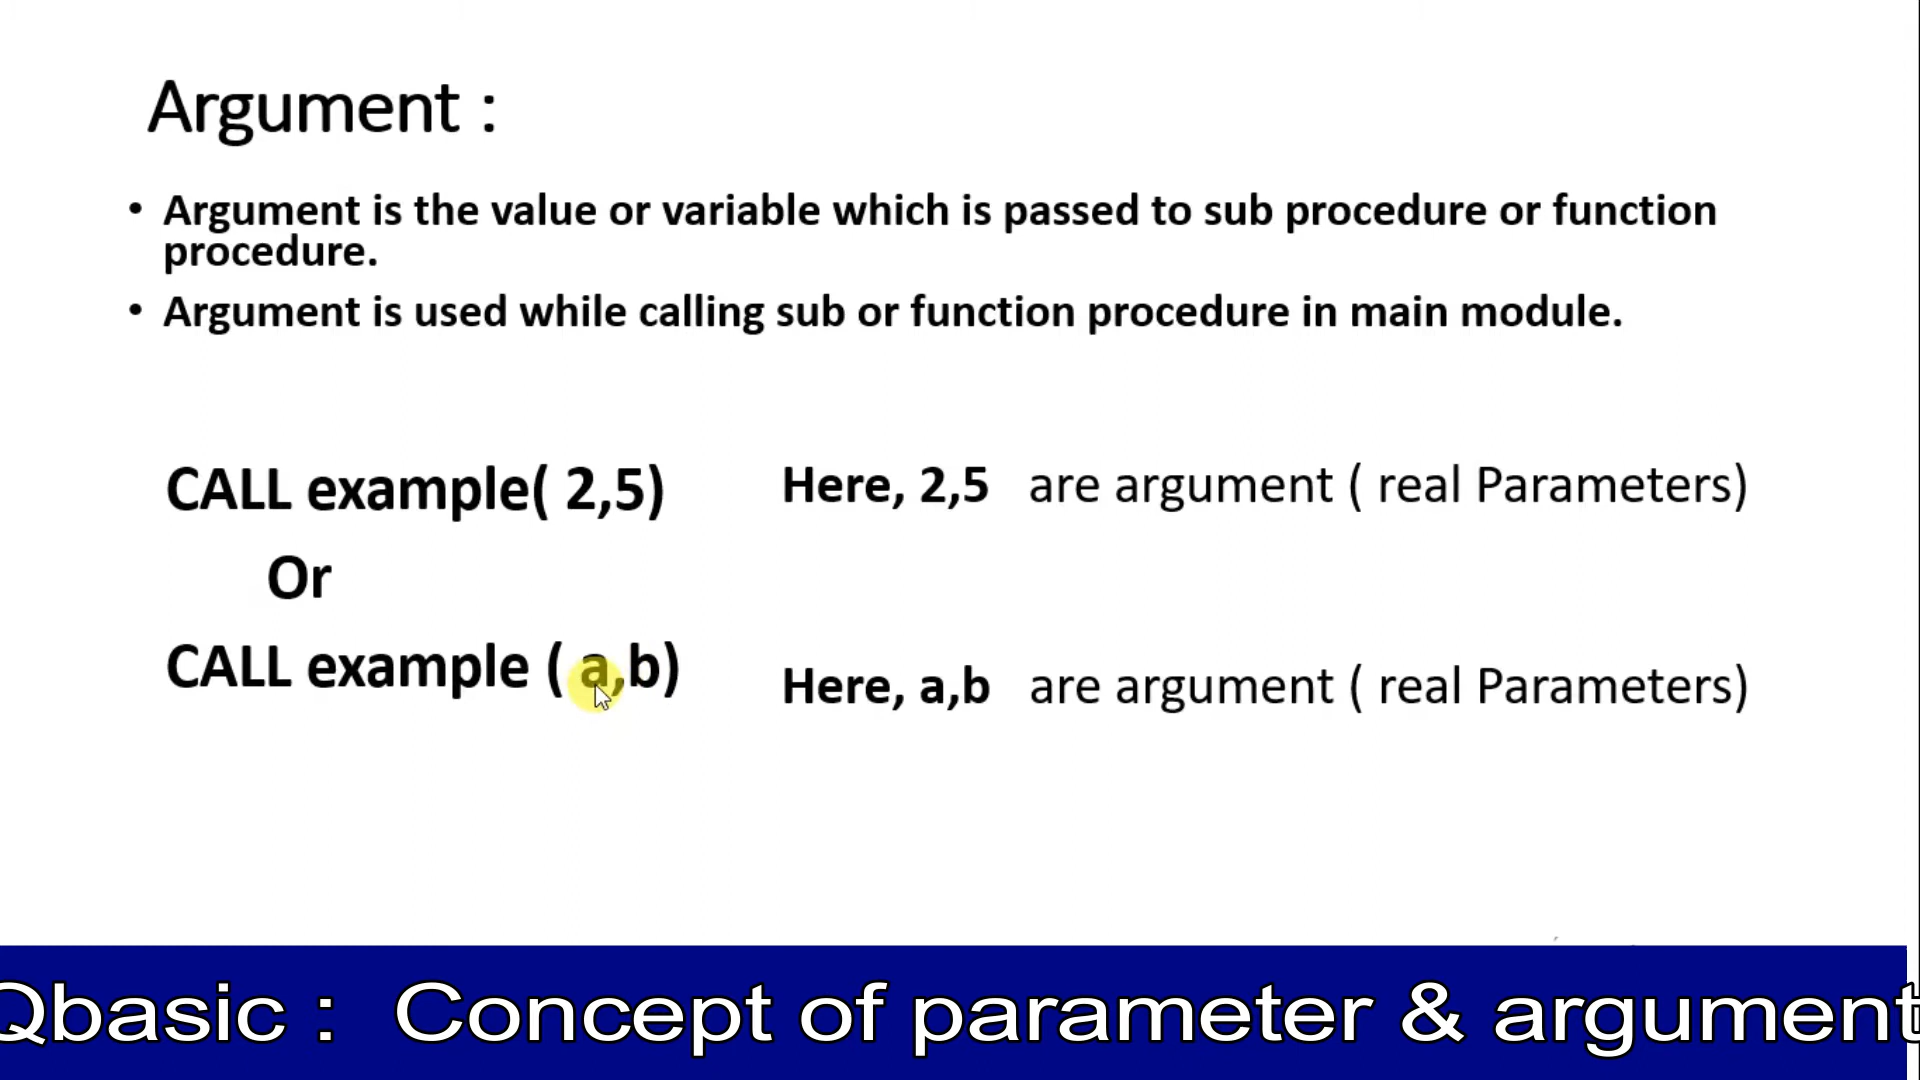 Argument :
• Argument is the value or variable which is passed to sub procedure or function
procedure.
• Argument is used while calling sub or function procedure in main module.
CALL example( 2,5)
Here, 2,5 are argument ( real Parameters)
Or
CALL example ( a,b)
Here, a,b are argument ( real Parameters)
Qbasic : Concept of parameter & argument